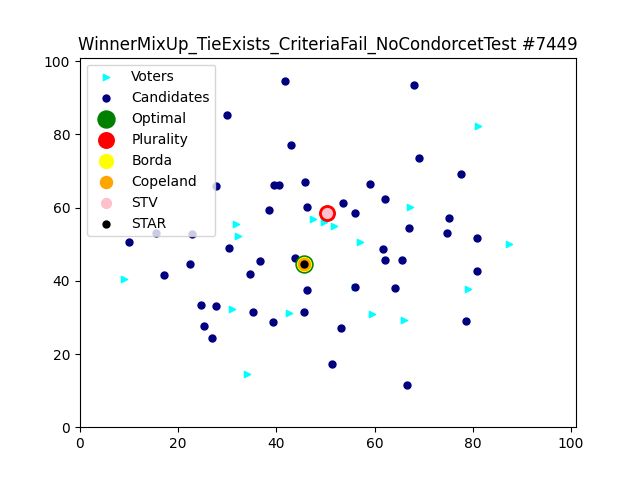 WinnerMixUp_TieExists_CriteriaFail_NoCondorcetTest #7449
100
80
60
40
20
0
0 20 40 60 80 100
Voters
Candidates
Optimal
Plurality
Borda
Copeland
STV
STAR